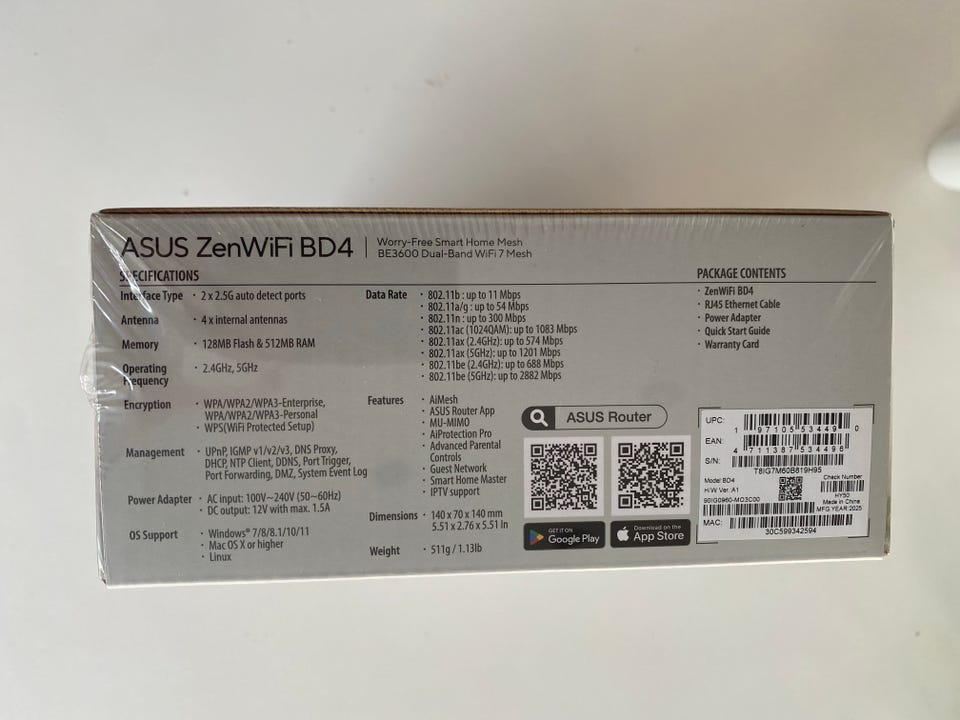 ASUS ZenWiFi BD4
Worry-Free Smart Home Mesh
BE3600 Dual-Band WiFi 7 Mesh
SPECIFICATIONS
Interface Type · 2 x 2.5G auto detect ports
Antenna · 4 x internal antennas
Memory · 128MB Flash & 512MB RAM
Operating · 2.4GHz, 5GHz
Frequency
Encryption · WPA/WPA2/WPA3-Enterprise,
WPA/WPA2/WPA3-Personal
· WPS(WiFi Protected Setup)
Management · UPnP, IGMP v1/v2/v3, DNS Proxy,
DHCP, NTP Client, DDNS, Port Trigger,
Port Forwarding, DMZ, System Event Log
Power Adapter · AC input: 100V~240V (50~60Hz)
· DC output: 12V with max. 1.5A
OS Support · Windows® 7/8/8.1/10/11
· Mac OS X or higher
· Linux
Data Rate · 802.11b : up to 11 Mbps
· 802.11a/g : up to 54 Mbps
· 802.11n : up to 300 Mbps
· 802.11ac (1024QAM): up to 1083 Mbps
· 802.11ax (2.4GHz): up to 574 Mbps
· 802.11ax (5GHz): up to 1201 Mbps
· 802.11be (2.4GHz): up to 688 Mbps
· 802.11be (5GHz): up to 2882 Mbps
Features · AiMesh
· ASUS Router App
· MU-MIMO
· AiProtection Pro
· Advanced Parental
Controls
· Guest Network
· Smart Home Master
· IPTV support
Dimensions · 140 x 70 x 140 mm
5.51 x 2.76 x 5.51 In
Weight · 511g / 1.13lb
ASUS Router
GET IT ON
Google Play
Download on the
App Store
PACKAGE CONTENTS
· ZenWiFi BD4
· RJ45 Ethernet Cable
· Power Adapter
· Quick Start Guide
· Warranty Card
UPC: 1 97105 53449 0
EAN: 4 711387 534496
S/N: T8IG7M60B819H95
Model: BD4
H/W Ver.: A1
90IG0960-MO3C00
Check Number
HY50
Made in China
MFG.YEAR:2025
MAC: 30C599342594